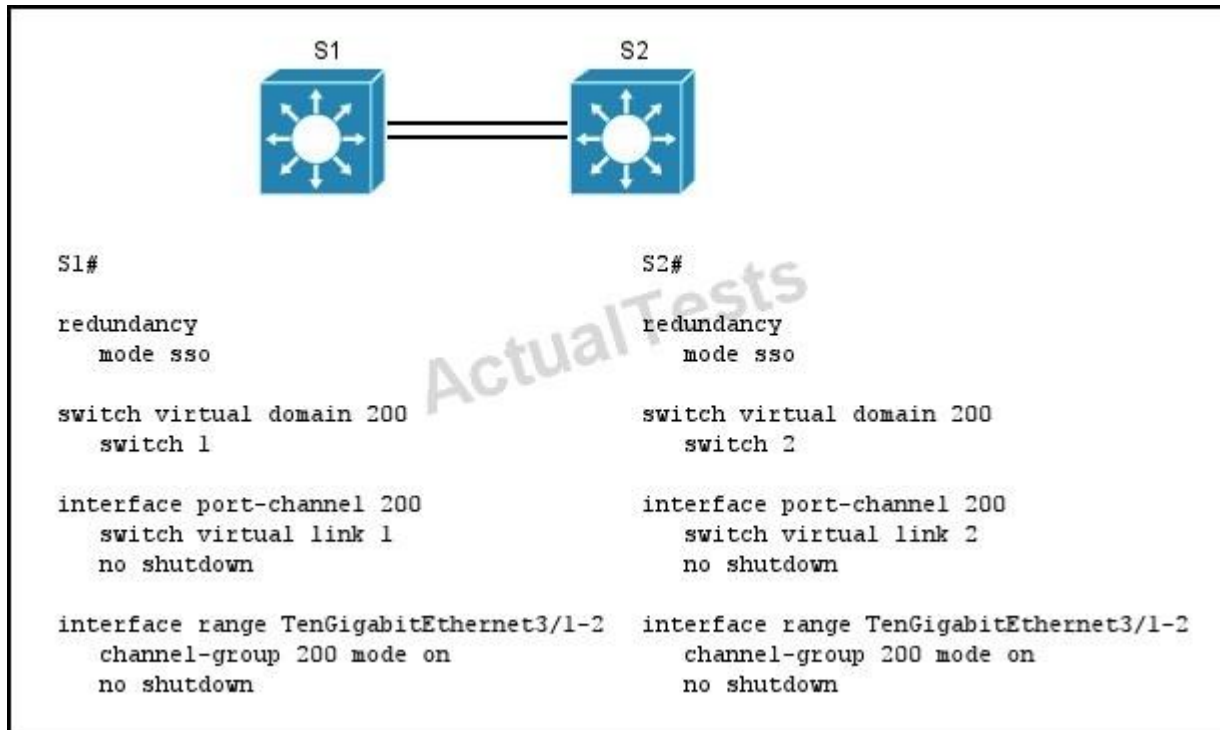 S1
S2
S1#
redundancy
mode sso
switch virtual domain 200
switch 1
interface port-channel 200
switch virtual link 1
no shutdown
interface range TenGigabitEthernet3/1-2
channel-group 200 mode on
no shutdown
S2#
redundancy
mode sso
switch virtual domain 200
switch 2
interface port-channel 200
switch virtual link 2
no shutdown
interface range TenGigabitEthernet3/1-2
channel-group 200 mode on
no shutdown
ActualTests